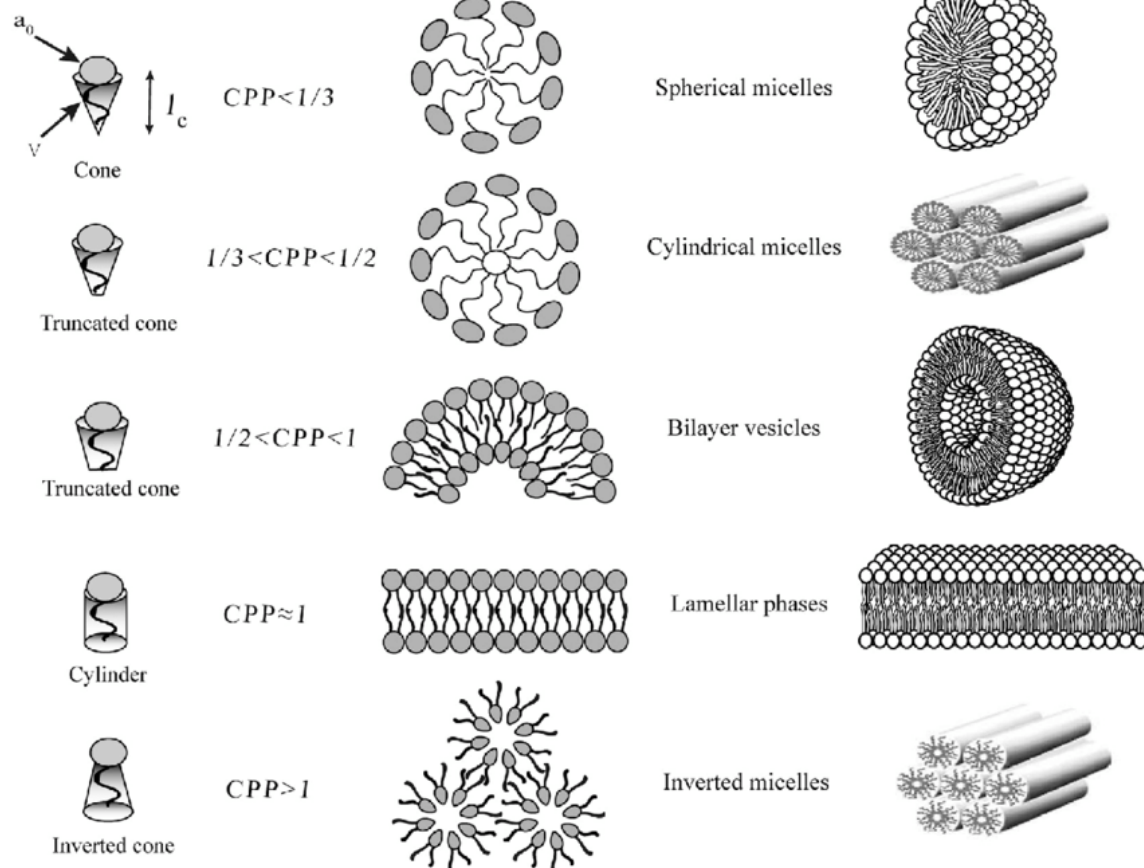 a₀
V
l_c
Cone
CPP<1/3
Spherical micelles
Truncated cone
1/3<CPP<1/2
Cylindrical micelles
Truncated cone
1/2<CPP<1
Bilayer vesicles
Cylinder
CPP≈1
Lamellar phases
Inverted cone
CPP>1
Inverted micelles